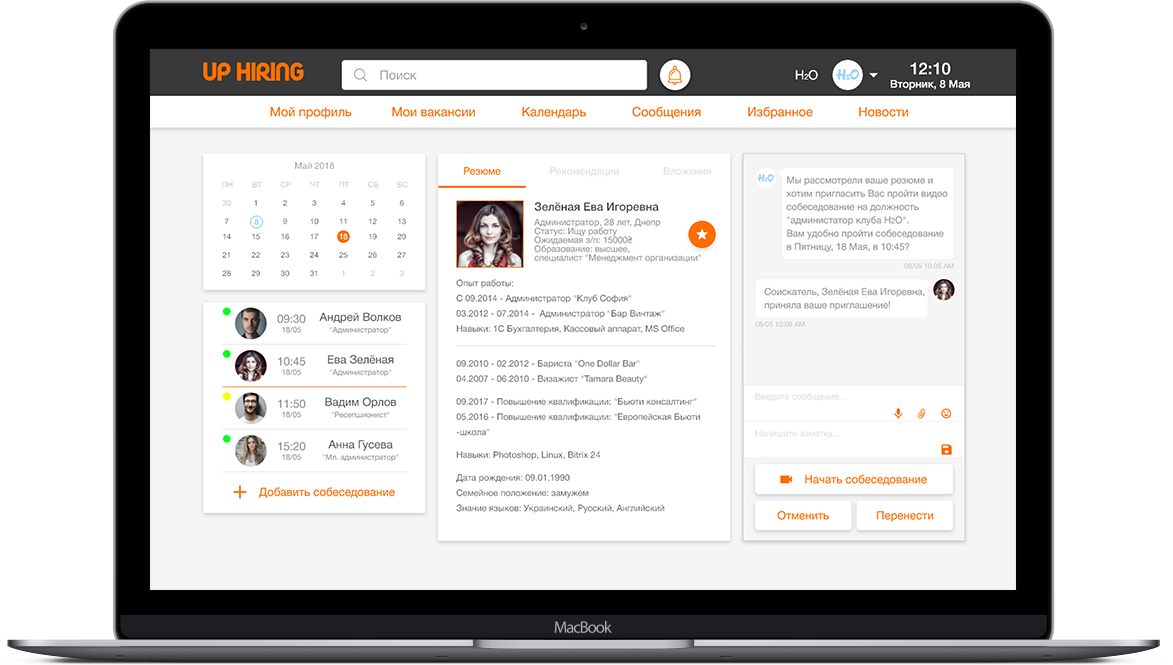 UP HIRING
Поиск
H₂O
H₂O
12:10
Вторник, 8 Мая
Мой профиль
Мои вакансии
Календарь
Сообщения
Избранное
Новости
Май 2018
ПН ВТ СР ЧТ ПТ СБ ВС
30 1 2 3 4 5 6
7 8 9 10 11 12 13
14 15 16 17 18 19 20
21 22 23 24 25 26 27
28 29 30 31 1 2 3
09:30 Андрей Волков
18/05 "Администратор"
10:45 Ева Зелёная
18/05 "Администратор"
11:50 Вадим Орлов
18/05 "Ресепшионист"
15:20 Анна Гусева
18/05 "Мл. администратор"
+ Добавить собеседование
Резюме
Рекомендации
Вложения
Зелёная Ева Игоревна
Администратор, 28 лет, Днепр
Статус: Ищу работу
Ожидаемая з/п: 15000₴
Образование: высшее,
специалист "Менеджмент организации"
Опыт работы:
С 09.2014 - Администратор "Клуб София"
03.2012 - 07.2014 - Администратор "Бар Винтаж"
Навыки: 1С Бухгалтерия, Кассовый аппарат, MS Office
09.2010 - 02.2012 - Бариста "One Dollar Bar"
04.2007 - 06.2010 - Визажист "Tamara Beauty"
09.2017 - Повышение квалификации: "Бьюти консалтинг"
05.2016 - Повышение квалификации: "Европейская Бьюти
-школа"
Навыки: Photoshop, Linux, Bitrix 24
Дата рождения: 09.01.1990
Семейное положение: замужем
Знание языков: Украинский, Русский, Английский
H₂O
Мы рассмотрели ваше резюме и
хотим пригласить Вас пройти видео
собеседование на должность
"админстатор клуба H₂O".
Вам удобно пройти собеседование
в Пятницу, 18 Мая, в 10:45?
08/05 10:05 AM
Соискатель, Зелёная Ева Игоревна,
приняла ваше приглашение!
08/05 10:09 AM
Введите сообщение...
Напишите заметку...
Начать собеседование
Отменить
Перенести
MacBook